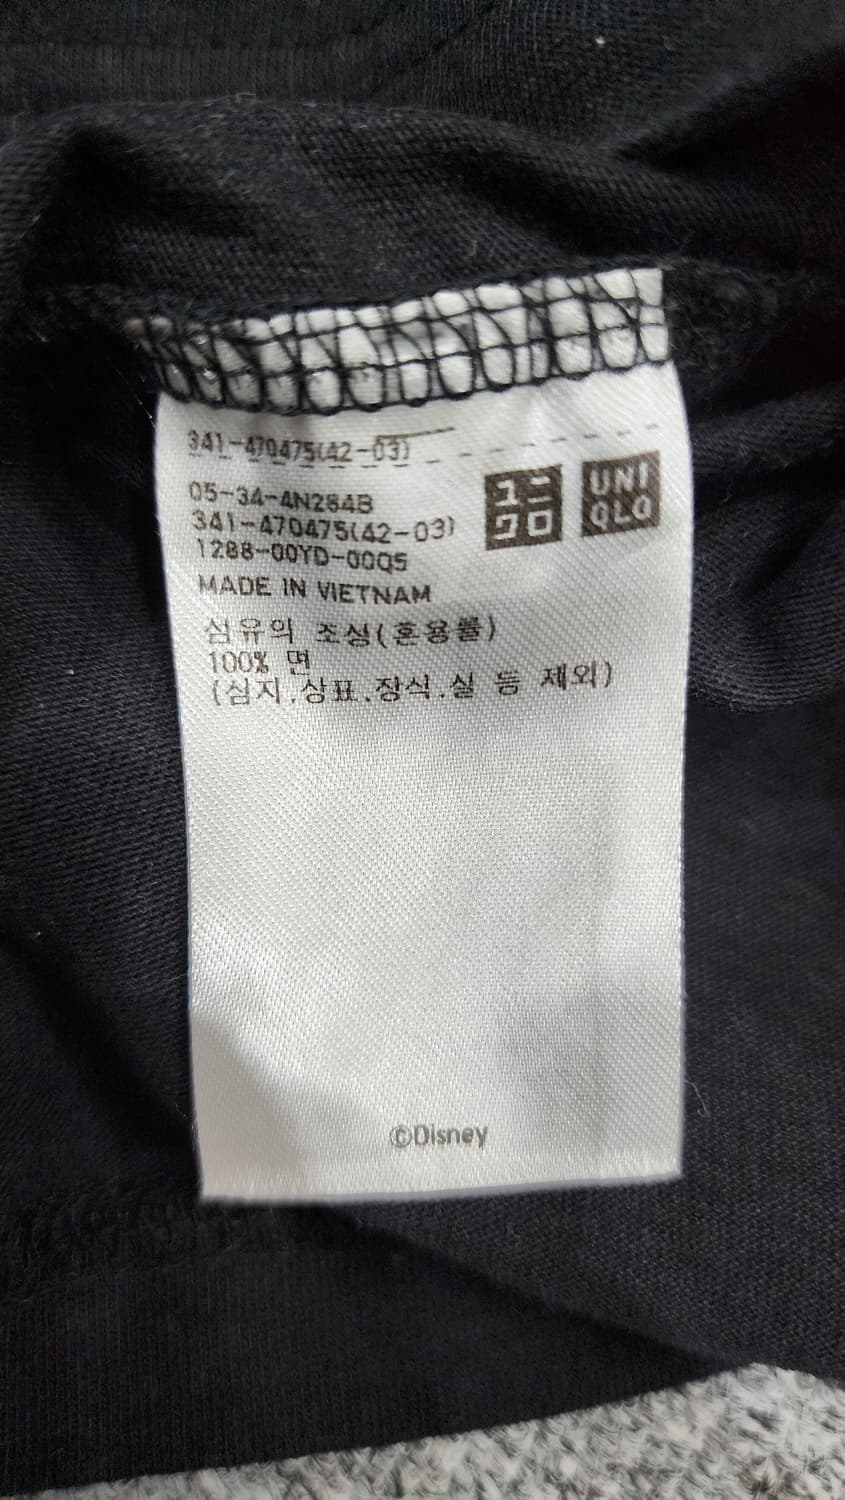 341-470475(42-03)
05-34-4N284B
341-470475(42-03)
1288-00YD-00Q5
MADE IN VIETNAM
ユニ
クロ
UNI
QLO
섬유의 조성(혼용률)
100% 면
(심지.상표.장식.실 등 제외)
©Disney